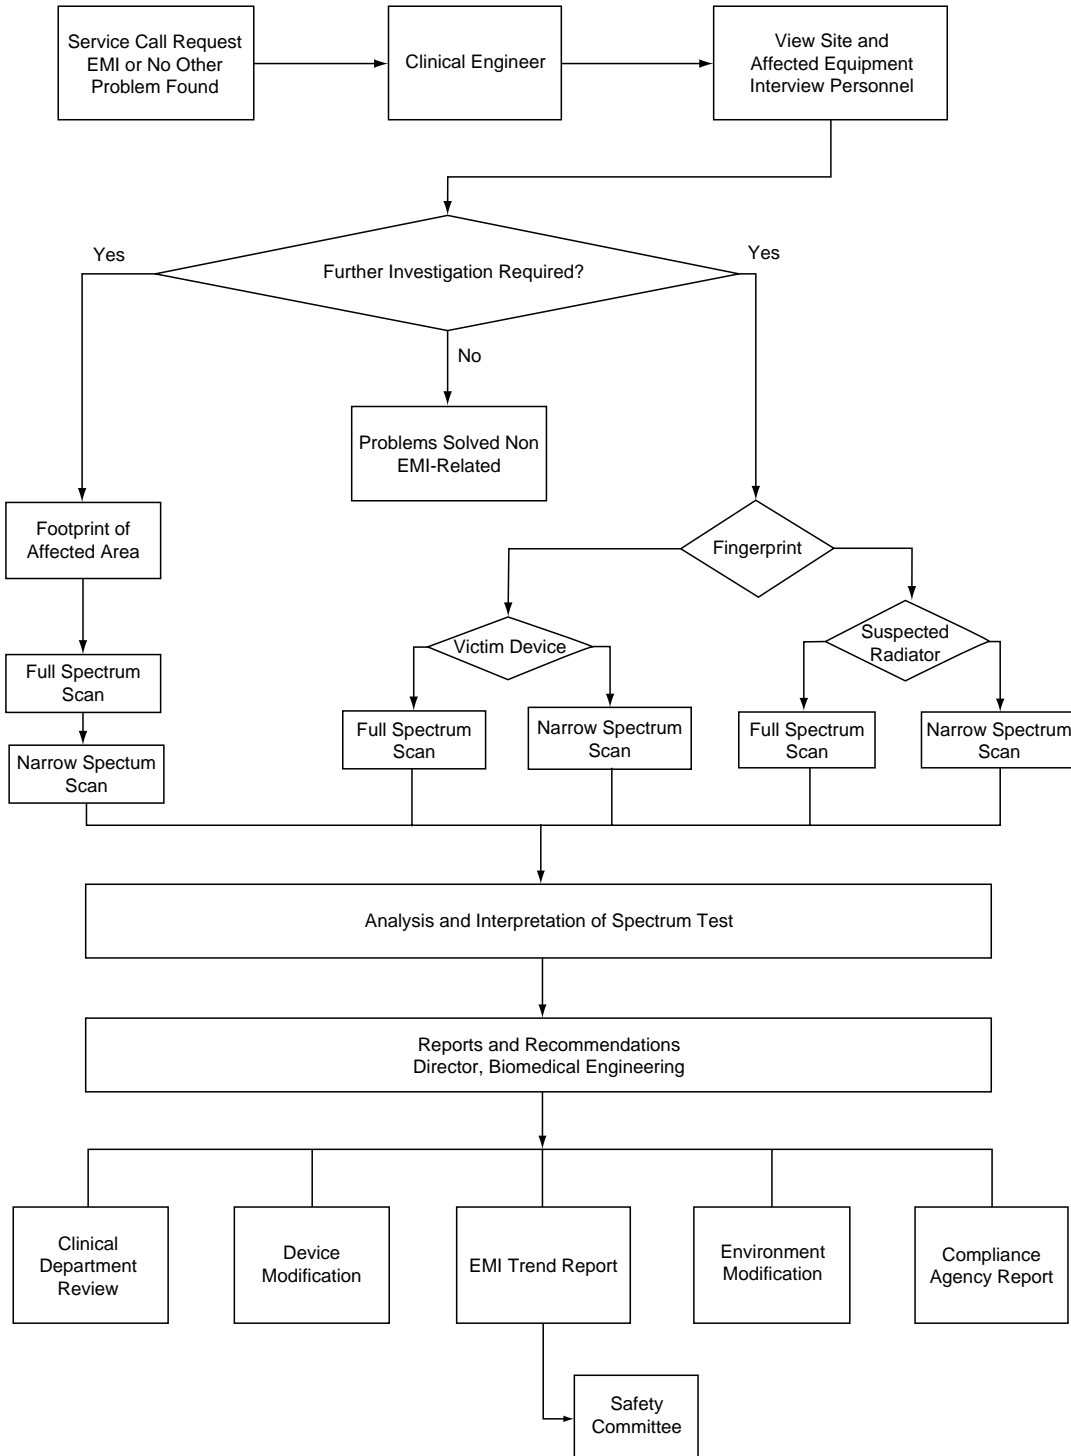 Service Call Request
EMI or No Other
Problem Found
Clinical Engineer
View Site and
Affected Equipment
Interview Personnel
Yes
Further Investigation Required?
Yes
No
Problems Solved Non
EMI-Related
Footprint of
Affected Area
Fingerprint
Victim Device
Suspected
Radiator
Full Spectrum
Scan
Narrow Spectum
Scan
Full Spectrum
Scan
Narrow Spectrum
Scan
Full Spectrum
Scan
Narrow Spectrum
Scan
Analysis and Interpretation of Spectrum Test
Reports and Recommendations
Director, Biomedical Engineering
Clinical
Department
Review
Device
Modification
EMI Trend Report
Environment
Modification
Compliance
Agency Report
Safety
Committee